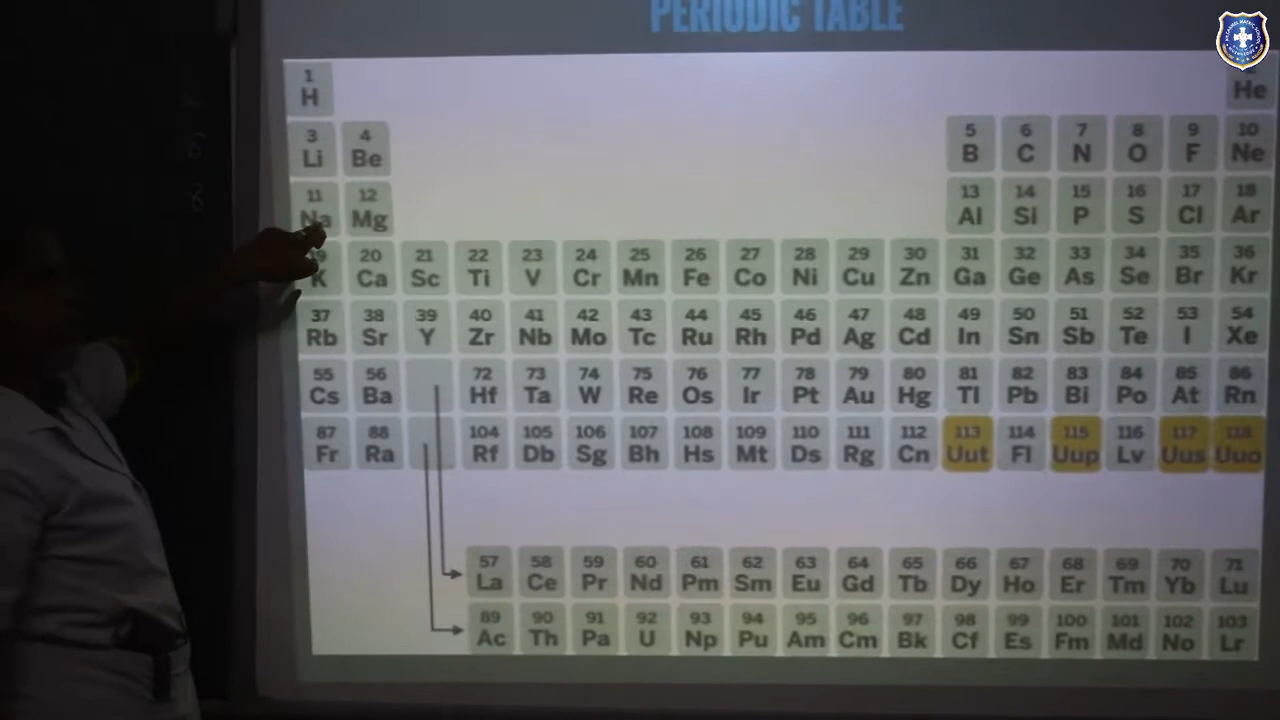 PERIODIC TABLE
1
H
He
3 4 5 6 7 8 9 10
Li Be B C N O F Ne
11 12 13 14 15 16 17 18
Na Mg Al Si P S Cl Ar
20 21 22 23 24 25 26 27 28 29 30 31 32 33 34 35 36
K Ca Sc Ti V Cr Mn Fe Co Ni Cu Zn Ga Ge As Se Br Kr
37 38 39 40 41 42 43 44 45 46 47 48 49 50 51 52 53 54
Rb Sr Y Zr Nb Mo Tc Ru Rh Pd Ag Cd In Sn Sb Te I Xe
55 56 72 73 74 75 76 77 78 79 80 81 82 83 84 85 86
Cs Ba Hf Ta W Re Os Ir Pt Au Hg Tl Pb Bi Po At Rn
87 88 104 105 106 107 108 109 110 111 112 113 114 115 116 117 118
Fr Ra Rf Db Sg Bh Hs Mt Ds Rg Cn Uut Fl Uup Lv Uus Uuo
57 58 59 60 61 62 63 64 65 66 67 68 69 70 71
La Ce Pr Nd Pm Sm Eu Gd Tb Dy Ho Er Tm Yb Lu
89 90 91 92 93 94 95 96 97 98 99 100 101 102 103
Ac Th Pa U Np Pu Am Cm Bk Cf Es Fm Md No Lr